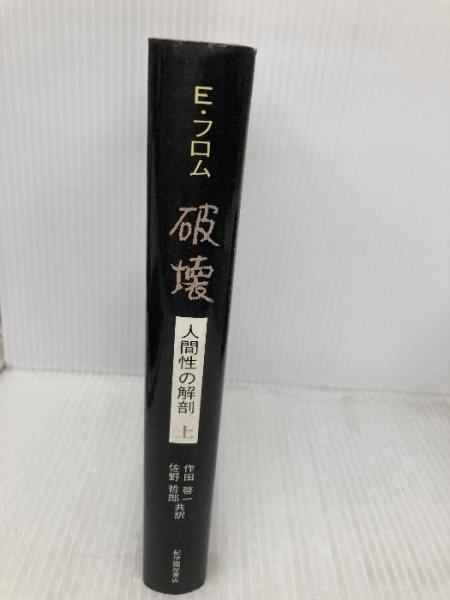 E・フロム
破壊
人間性の解剖 上
作田 啓一
佐野 哲郎 共訳
紀伊國屋書店